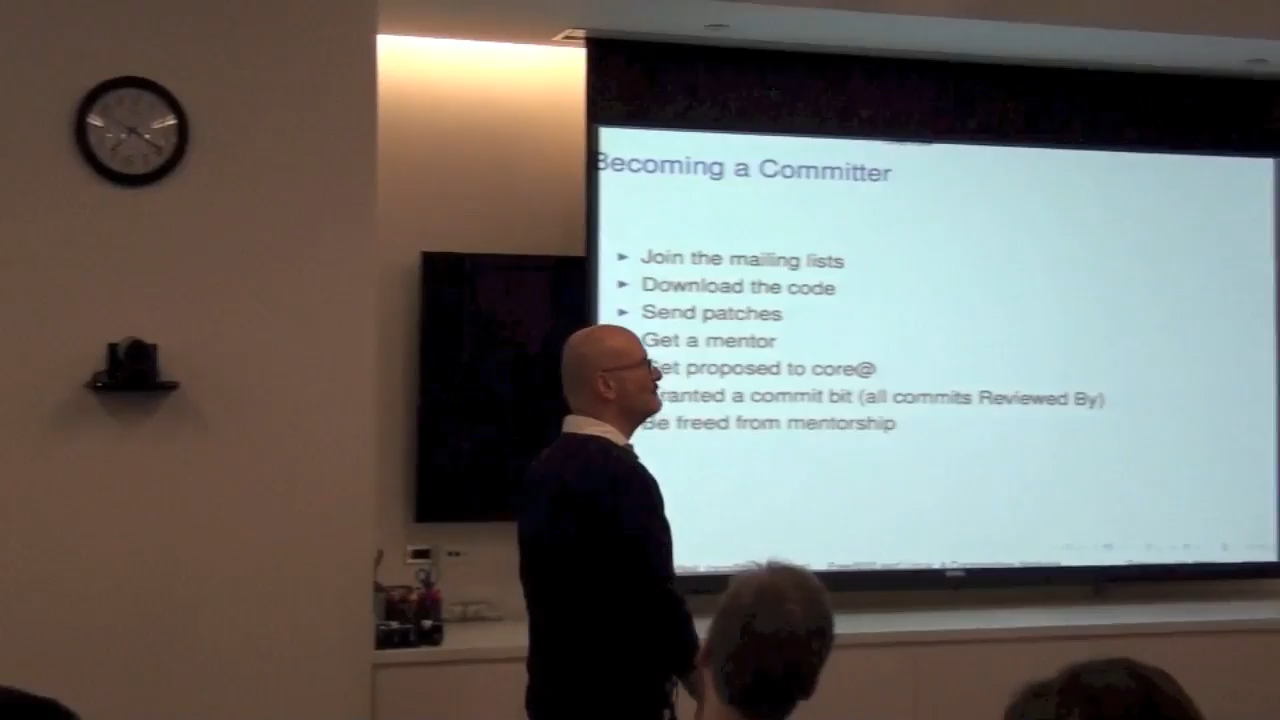 Becoming a Committer
Join the mailing lists
Download the code
Send patches
Get a mentor
Get proposed to core@
Granted a commit bit (all commits Reviewed By)
Be freed from mentorship